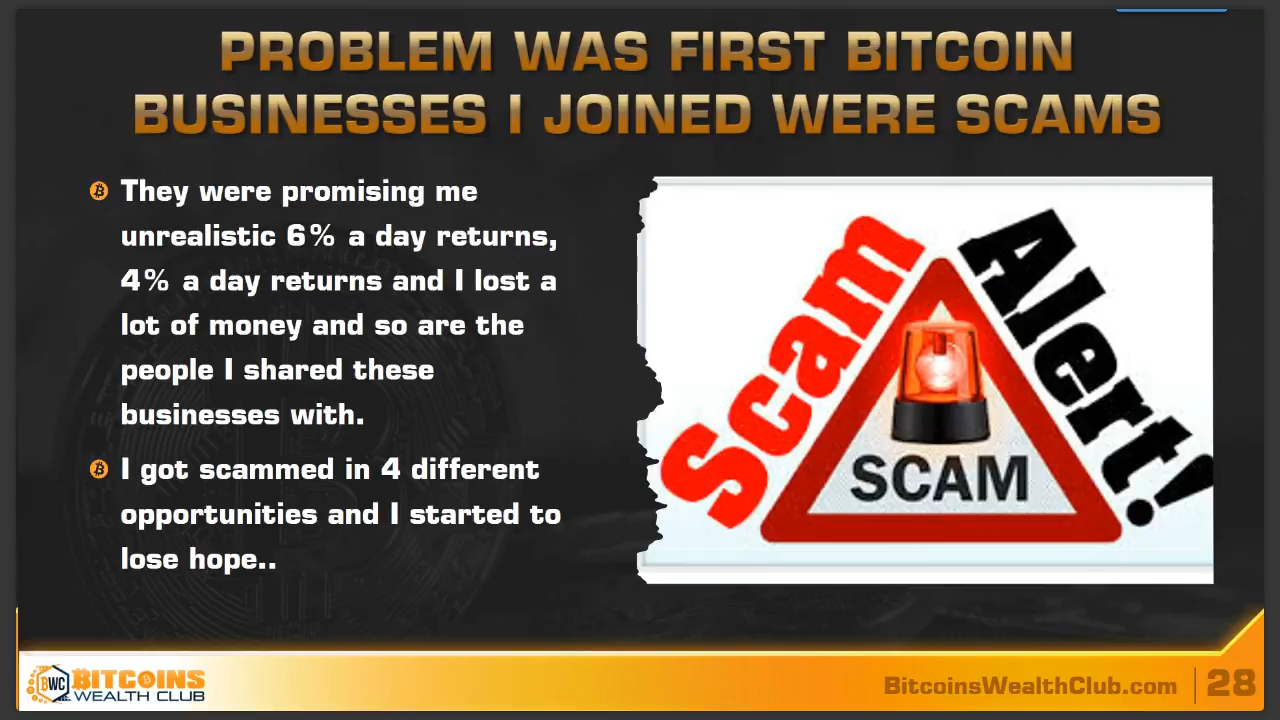 PROBLEM WAS FIRST BITCOIN
BUSINESSES I JOINED WERE SCAMS
They were promising me
unrealistic 6% a day returns,
4% a day returns and I lost a
lot of money and so are the
people I shared these
businesses with.
I got scammed in 4 different
opportunities and I started to
lose hope..
Scam
Alert!
SCAM
BWC
BITCOINS
WEALTH CLUB
BitcoinsWealthClub.com
28